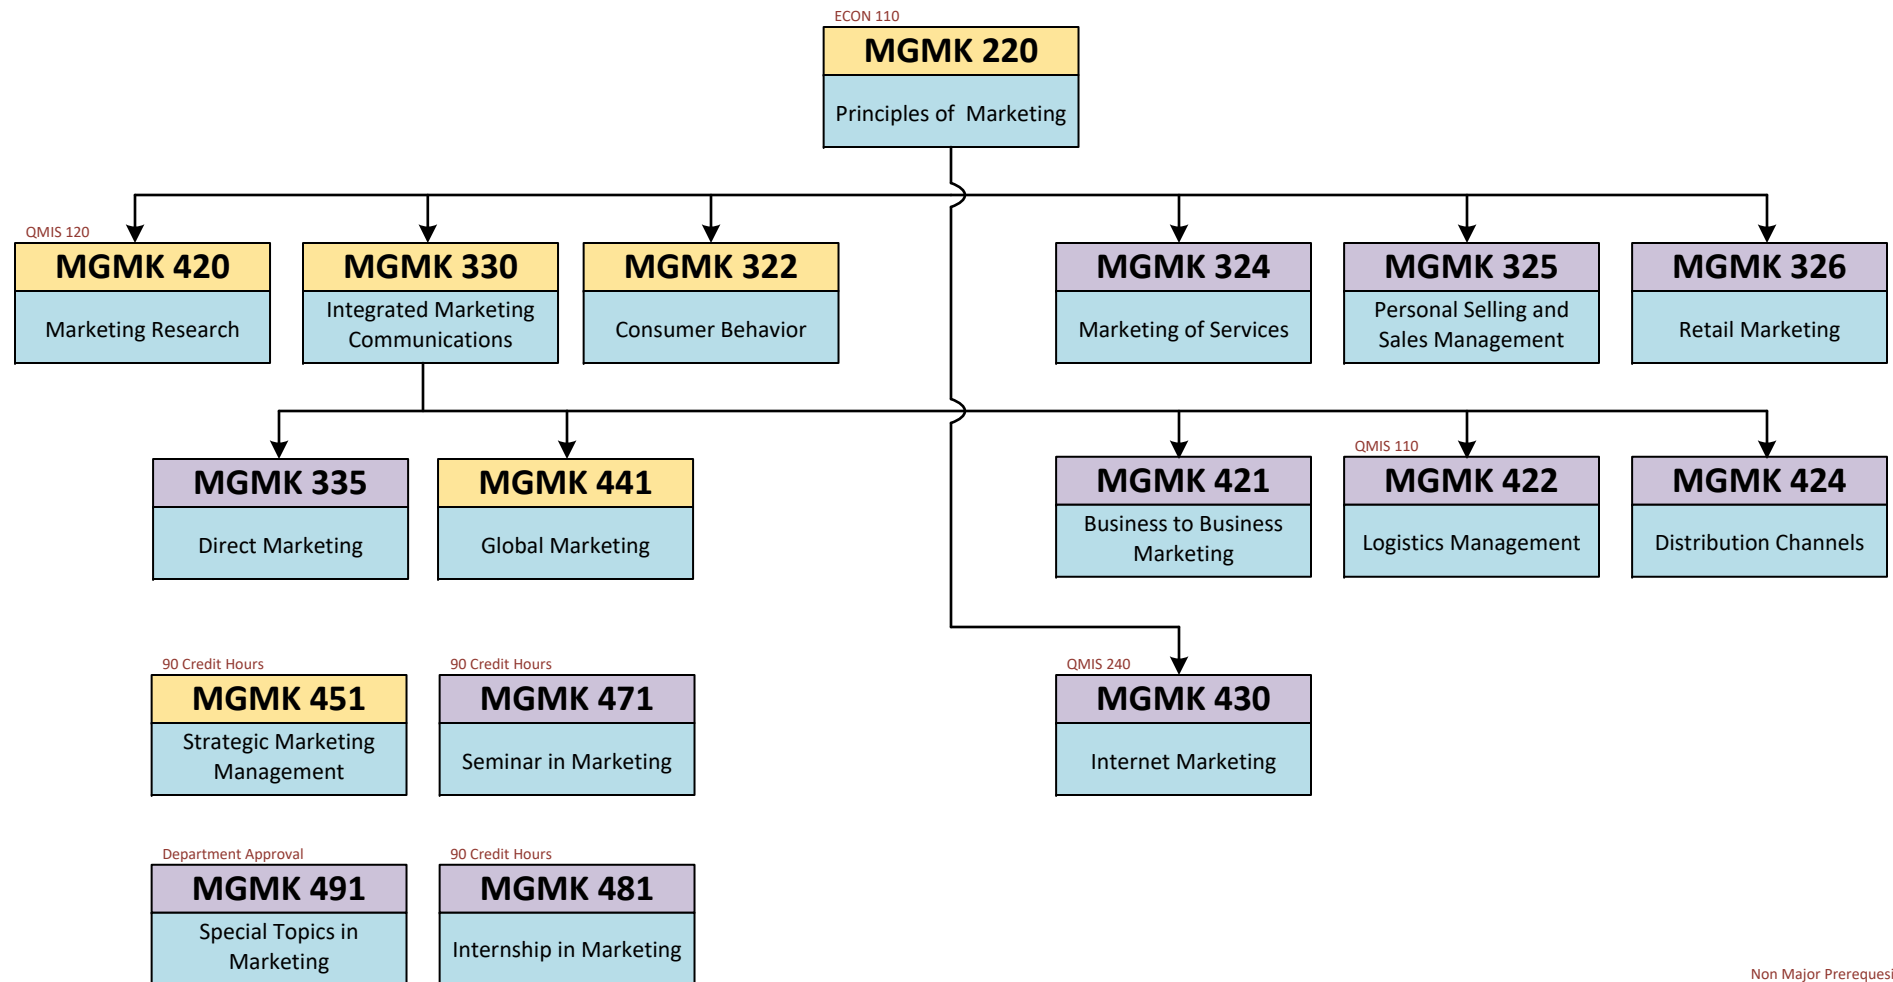 ECON 110
MGMK 220
Principles of  Marketing
QMIS 120
MGMK 420
Marketing Research
MGMK 330
Integrated Marketing
Communications
MGMK 322
Consumer Behavior
MGMK 324
Marketing of Services
MGMK 325
Personal Selling and
Sales Management
MGMK 326
Retail Marketing
MGMK 335
Direct Marketing
MGMK 441
Global Marketing
MGMK 421
Business to Business
Marketing
QMIS 110
MGMK 422
Logistics Management
MGMK 424
Distribution Channels
90 Credit Hours
MGMK 451
Strategic Marketing
Management
90 Credit Hours
MGMK 471
Seminar in Marketing
QMIS 240
MGMK 430
Internet Marketing
Department Approval
MGMK 491
Special Topics in
Marketing
90 Credit Hours
MGMK 481
Internship in Marketing
Non Major Prerequesi